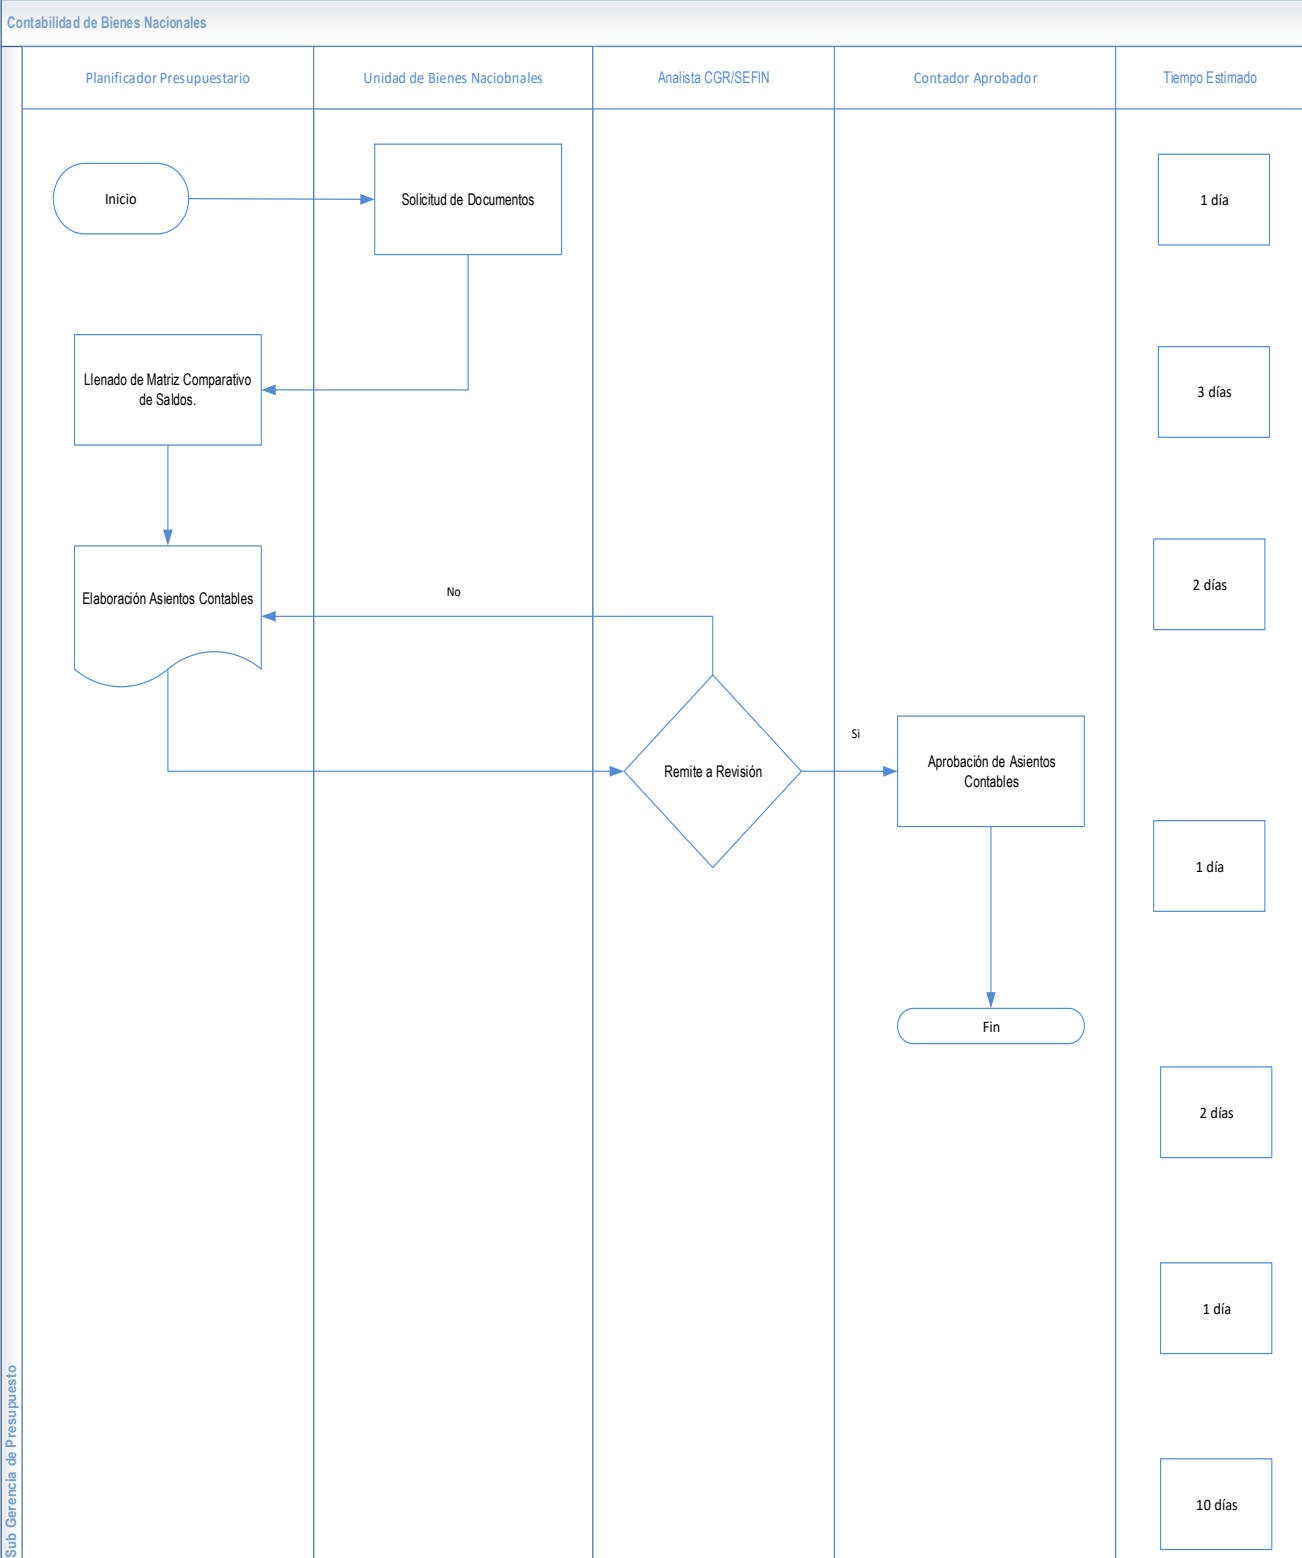 Contabilidad de Bienes Nacionales
Planificador Presupuestario
Unidad de Bienes Naciobnales
Analista CGR/SEFIN
Contador Aprobador
Tiempo Estimado
Inicio
Solicitud de Documentos
1 día
Llenado de Matriz Comparativo
de Saldos.
3 días
Elaboración Asientos Contables
No
2 días
Remite a Revisión
Si
Aprobación de Asientos
Contables
1 día
Fin
2 días
1 día
10 días
Sub Gerencia de Presupuesto